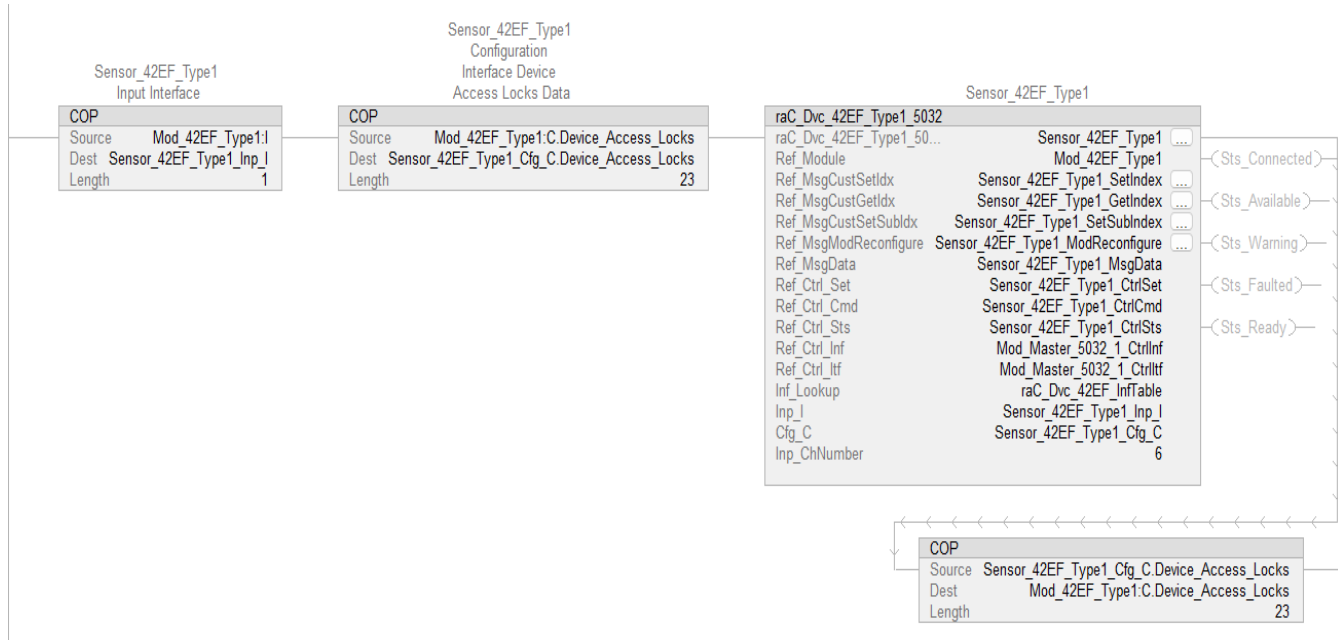 Sensor_42EF_Type1
Input Interface
COP
Source Mod_42EF_Type1:I
Dest Sensor_42EF_Type1_Inp_I
Length 1
Sensor_42EF_Type1
Configuration
Interface Device
Access Locks Data
COP
Source Mod_42EF_Type1:C.Device_Access_Locks
Dest Sensor_42EF_Type1_Cfg_C.Device_Access_Locks
Length 23
Sensor_42EF_Type1
raC_Dvc_42EF_Type1_5032
raC_Dvc_42EF_Type1_50... Sensor_42EF_Type1 ...
Ref_Module Mod_42EF_Type1 (Sts_Connected)
Ref_MsgCustSetIdx Sensor_42EF_Type1_SetIndex ...
Ref_MsgCustGetIdx Sensor_42EF_Type1_GetIndex ... (Sts_Available)
Ref_MsgCustSetSubIdx Sensor_42EF_Type1_SetSubIndex ...
Ref_MsgModReconfigure Sensor_42EF_Type1_ModReconfigure ... (Sts_Warning)
Ref_MsgData Sensor_42EF_Type1_MsgData
Ref_Ctrl_Set Sensor_42EF_Type1_CtrlSet (Sts_Faulted)
Ref_Ctrl_Cmd Sensor_42EF_Type1_CtrlCmd
Ref_Ctrl_Sts Sensor_42EF_Type1_CtrlSts (Sts_Ready)
Ref_Ctrl_Inf Mod_Master_5032_1_CtrlInf
Ref_Ctrl_Itf Mod_Master_5032_1_CtrlItf
Inf_Lookup raC_Dvc_42EF_InfTable
Inp_I Sensor_42EF_Type1_Inp_I
Cfg_C Sensor_42EF_Type1_Cfg_C
Inp_ChNumber 6
COP
Source Sensor_42EF_Type1_Cfg_C.Device_Access_Locks
Dest Mod_42EF_Type1:C.Device_Access_Locks
Length 23